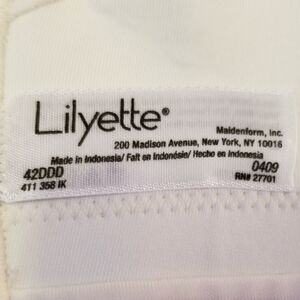 Lilyette®
Maidenform, Inc.
200 Madison Avenue, New York, NY 10016
Made in Indonesia/ Fait en Indonésie/ Hecho en Indonesia
42DDD 0409
411 358 IK RN# 27701